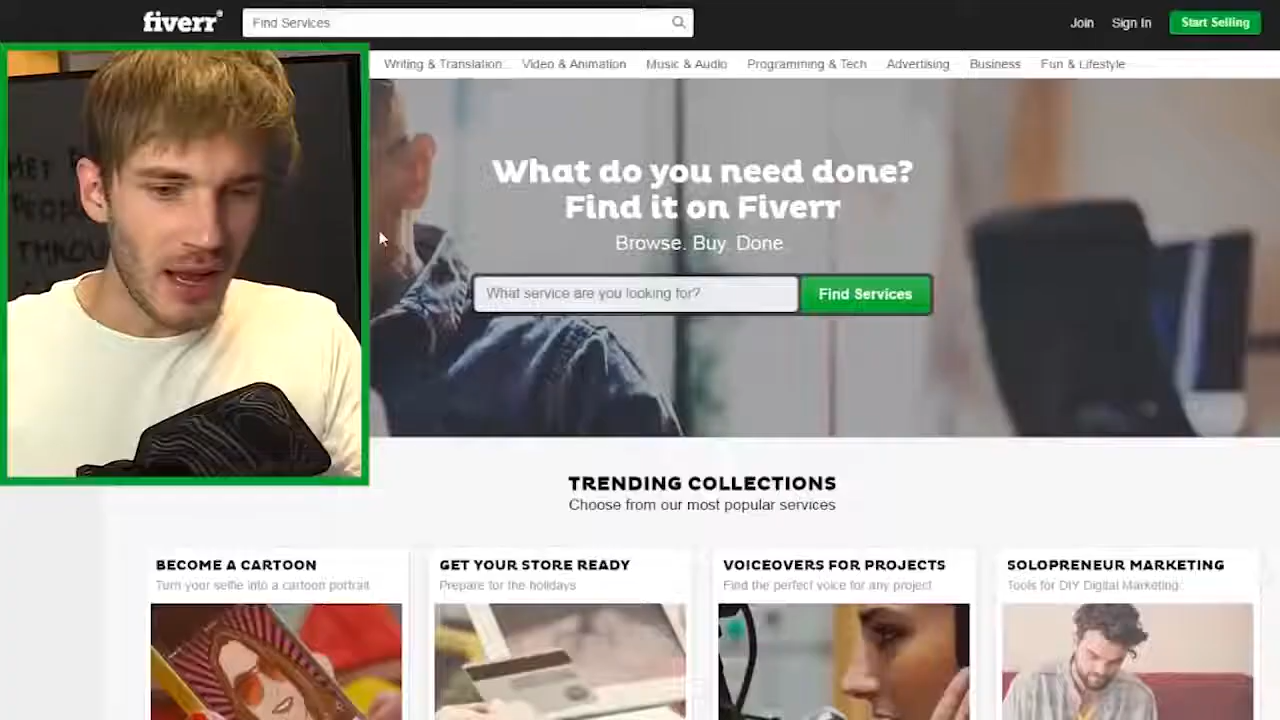 fiverr®
Find Services
Join
Sign In
Start Selling
Writing & Translation
Video & Animation
Music & Audio
Programming & Tech
Advertising
Business
Fun & Lifestyle
What do you need done?
Find it on Fiverr
Browse. Buy. Done.
What service are you looking for?
Find Services
TRENDING COLLECTIONS
Choose from our most popular services
BECOME A CARTOON
Turn your selfie into a cartoon portrait
GET YOUR STORE READY
Prepare for the holidays
VOICEOVERS FOR PROJECTS
Find the perfect voice for any project
SOLOPRENEUR MARKETING
Tools for DIY Digital Marketing